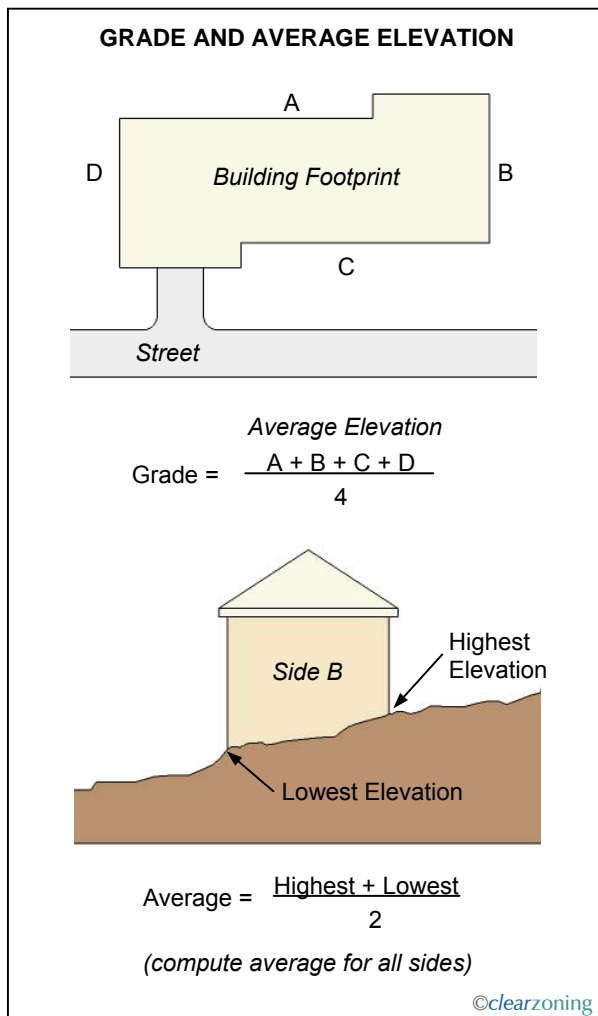 GRADE AND AVERAGE ELEVATION
A
D
Building Footprint
B
C
Street
Average Elevation
Grade = A + B + C + D
4
Highest
Elevation
Side B
Lowest Elevation
Average = Highest + Lowest
2
(compute average for all sides)
©clearzoning